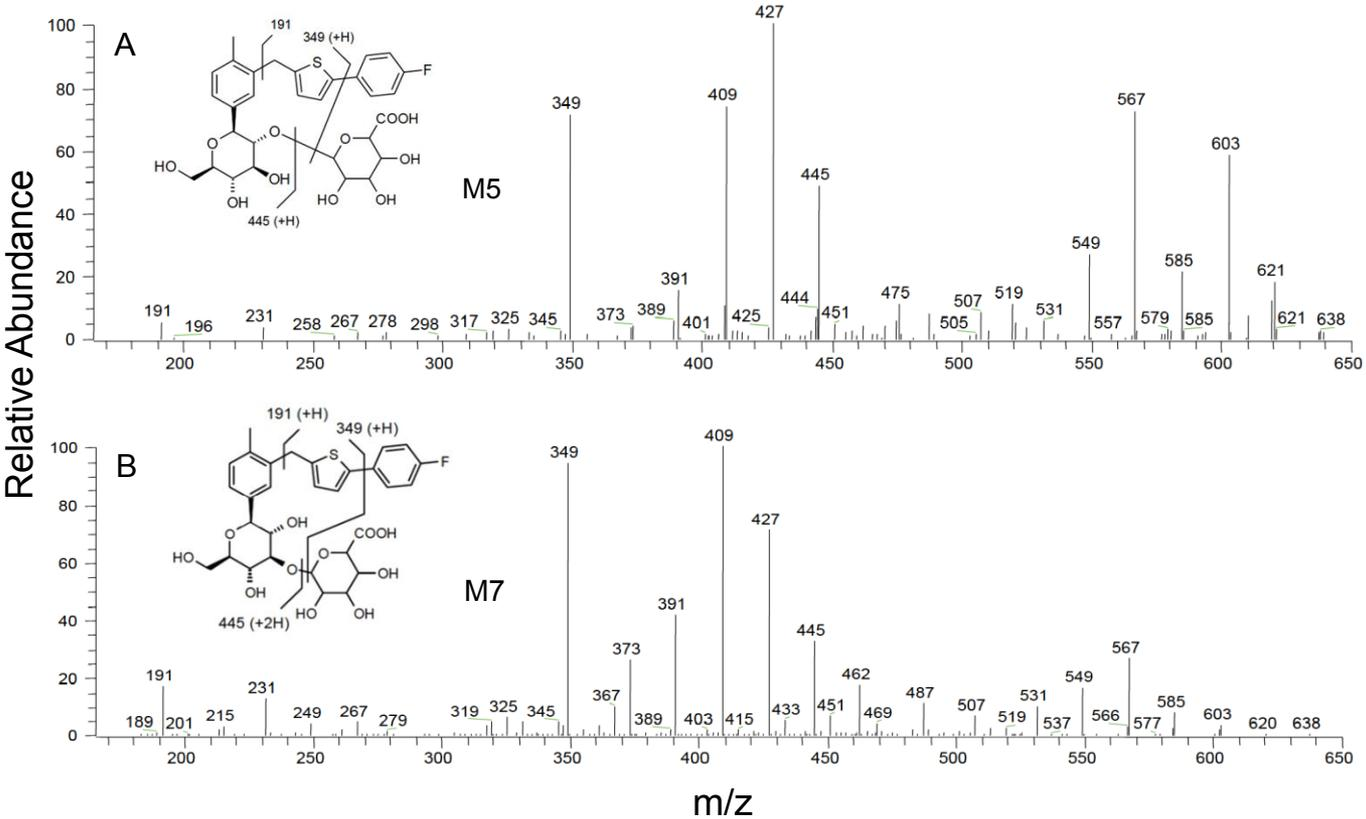 Relative Abundance
A
M5
191
349 (+H)
S
F
O
O
O
COOH
HO
OH
OH
HO
OH
OH
445 (+H)
100
80
60
40
20
0
191
196
231
258
267
278
298
317
325
345
349
373
389
391
401
409
425
427
444
445
451
475
505
507
519
531
549
557
567
579
585
585
603
621
621
638
200 250 300 350 400 450 500 550 600 650
B
M7
191 (+H)
349 (+H)
S
F
OH
O
O
O
COOH
HO
OH
OH
HO
OH
445 (+2H)
100
80
60
40
20
0
189
191
201
215
231
249
267
279
319
325
345
349
367
373
389
391
403
409
415
427
433
445
451
462
469
487
507
519
531
537
549
566
567
577
585
603
620
638
200 250 300 350 400 450 500 550 600 650
m/z